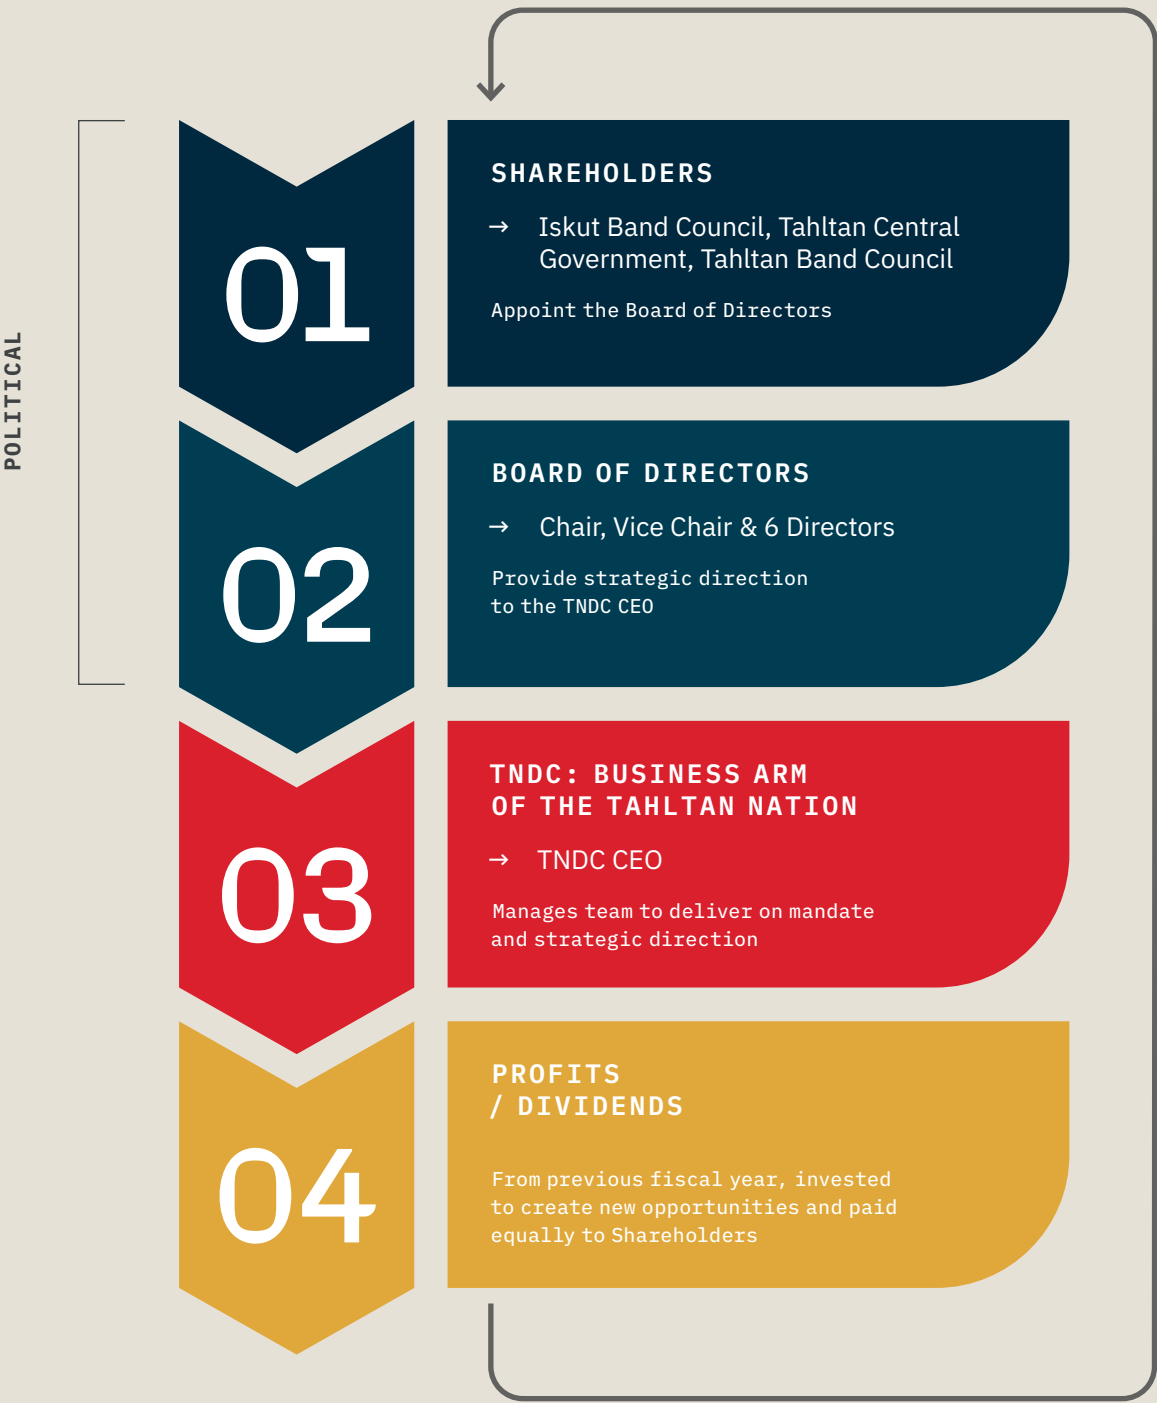 POLITICAL
01
SHAREHOLDERS
→ Iskut Band Council, Tahltan Central
Government, Tahltan Band Council
Appoint the Board of Directors
02
BOARD OF DIRECTORS
→ Chair, Vice Chair & 6 Directors
Provide strategic direction
to the TNDC CEO
03
TNDC: BUSINESS ARM
OF THE TAHLTAN NATION
→ TNDC CEO
Manages team to deliver on mandate
and strategic direction
04
PROFITS
/ DIVIDENDS
From previous fiscal year, invested
to create new opportunities and paid
equally to Shareholders